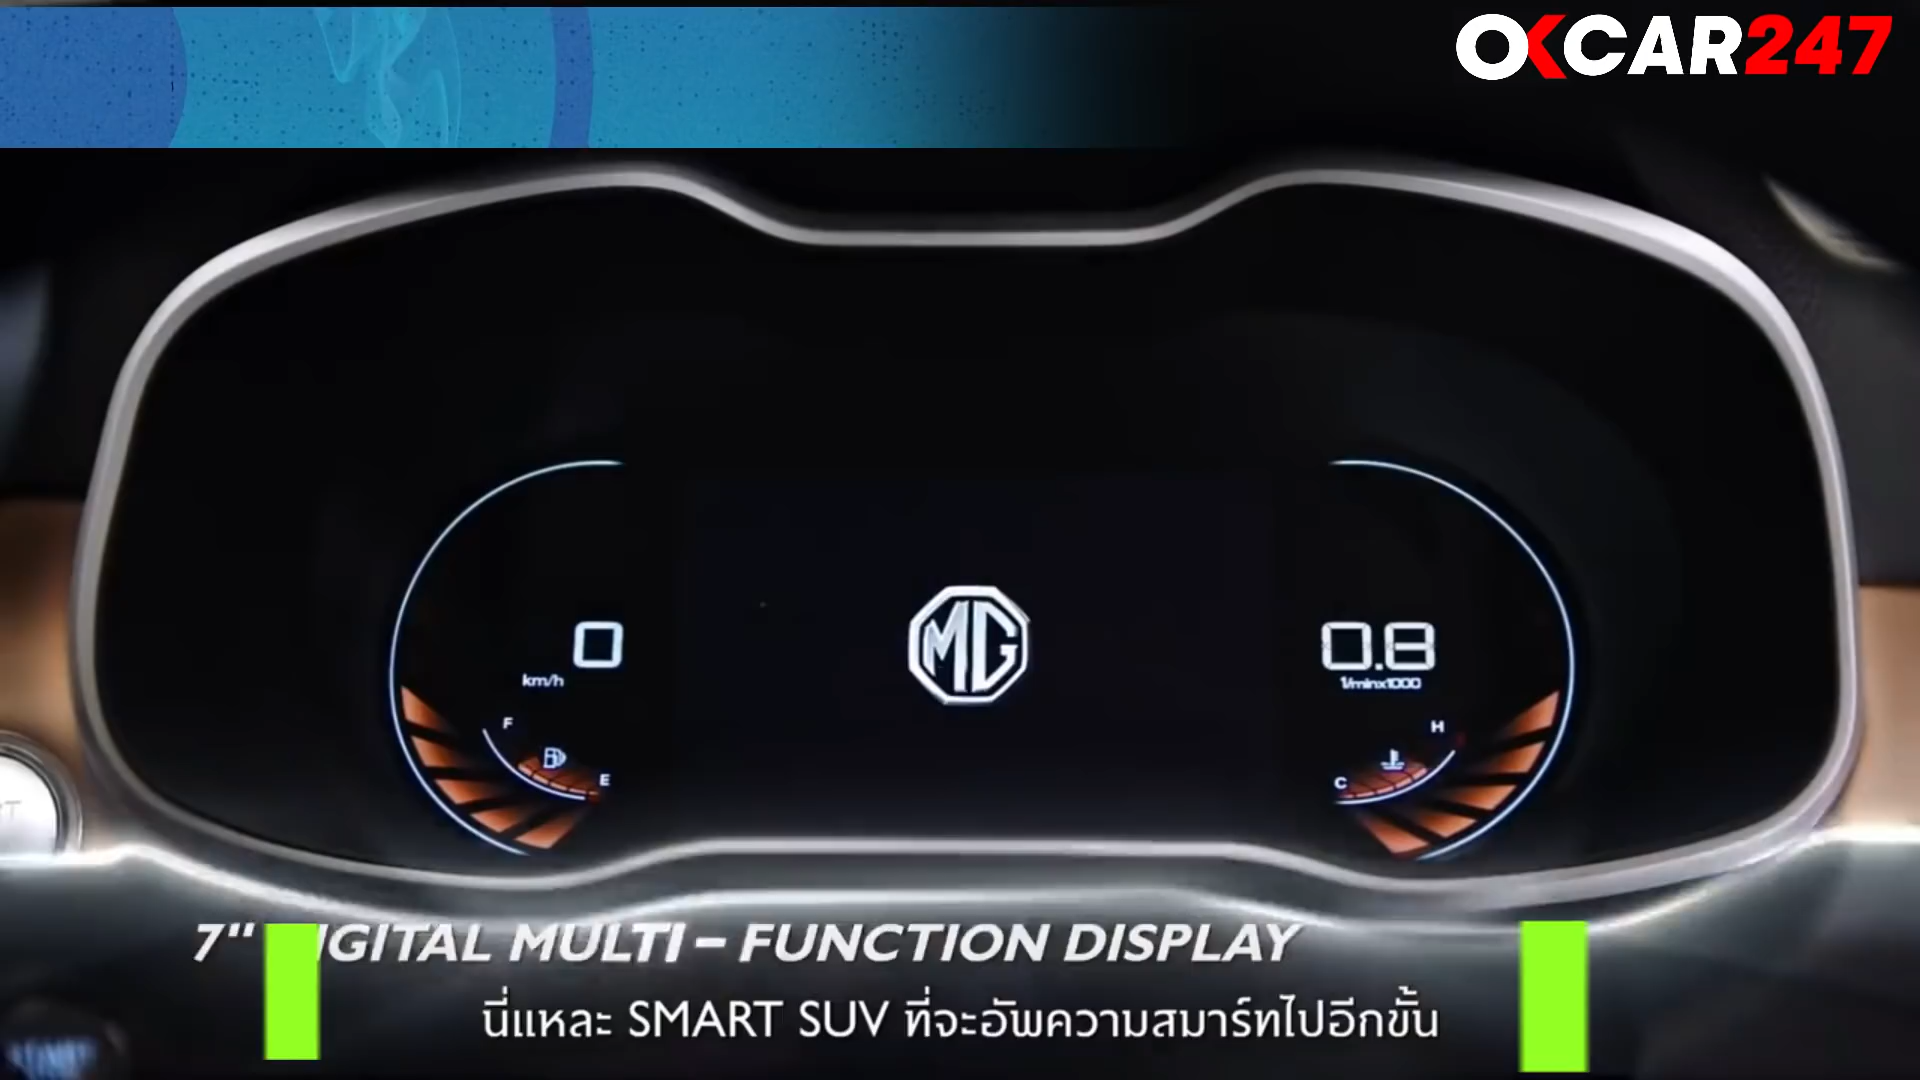 OKCAR247
0
km/h
F
E
MG
0.8
1/minx1000
H
C
7" DIGITAL MULTI – FUNCTION DISPLAY
นี่แหละ SMART SUV ที่จะอัพความสมาร์ทไปอีกขั้น